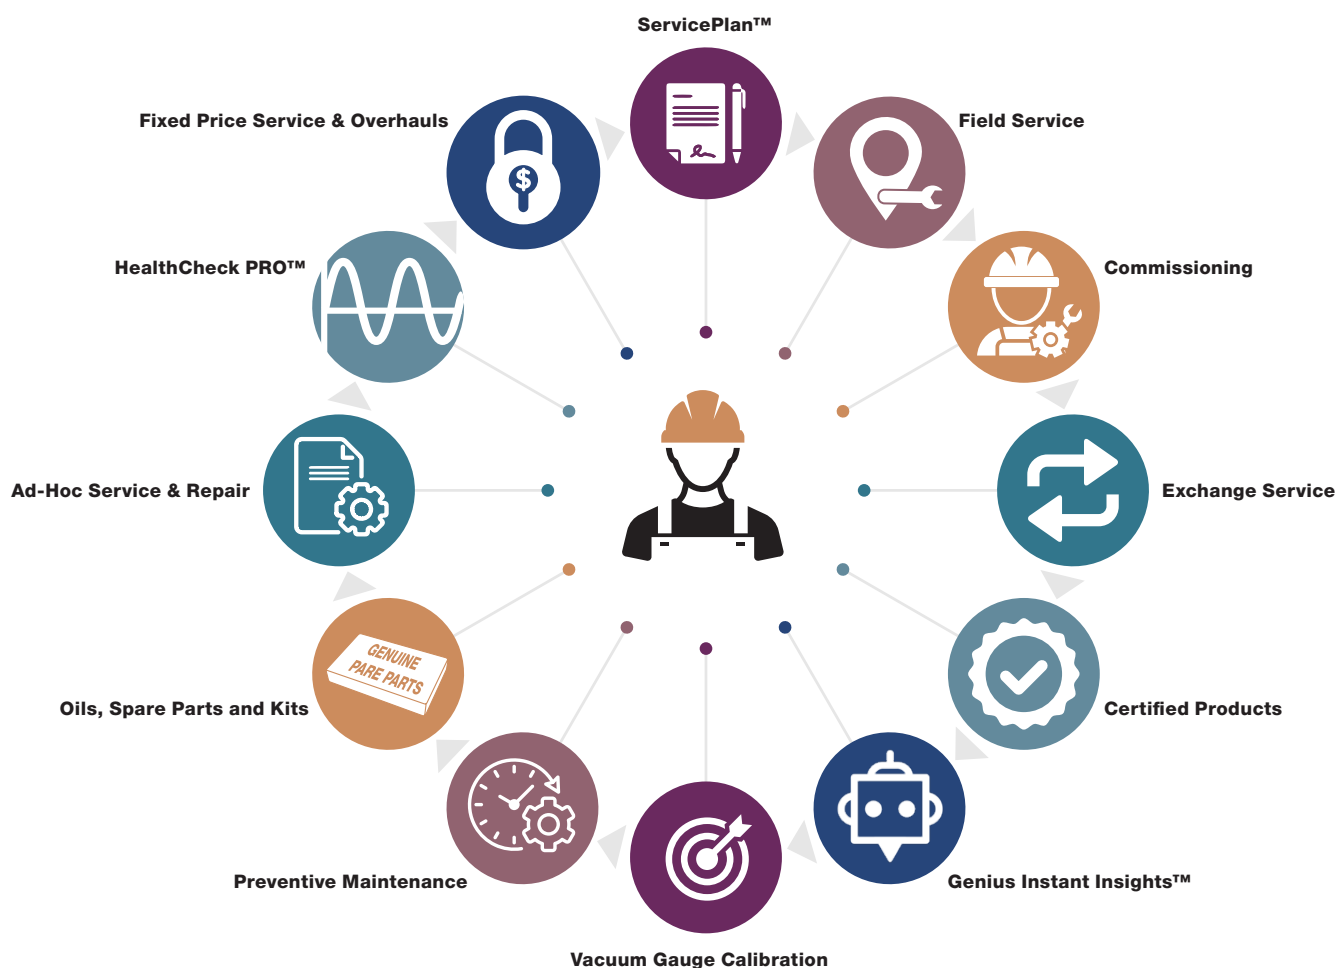 ServicePlan™
Fixed Price Service & Overhauls
$
Field Service
HealthCheck PRO™
Commissioning
Ad-Hoc Service & Repair
Exchange Service
GENUINE
PARE PARTS
Oils, Spare Parts and Kits
Certified Products
Preventive Maintenance
Genius Instant Insights™
Vacuum Gauge Calibration